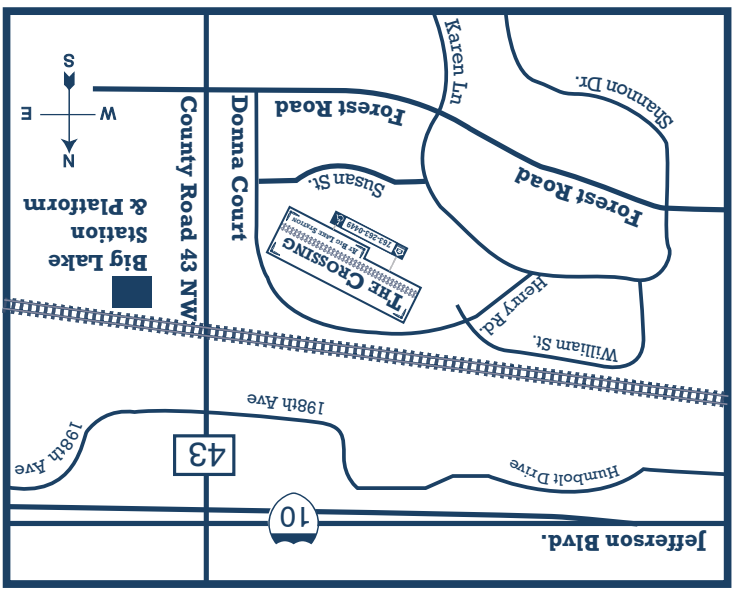 Jefferson Blvd.
10
Humbolt Drive
43
198th Ave
198th Ave
William St.
Henry Rd.
THE CROSSING
AT BIG LAKE STATION
763-263-0449
Big Lake
Station
& Platform
County Road 43 NW
Donna Court
Susan St.
Forest Road
Forest Road
Shannon Dr.
Karen Ln
N
W
E
S